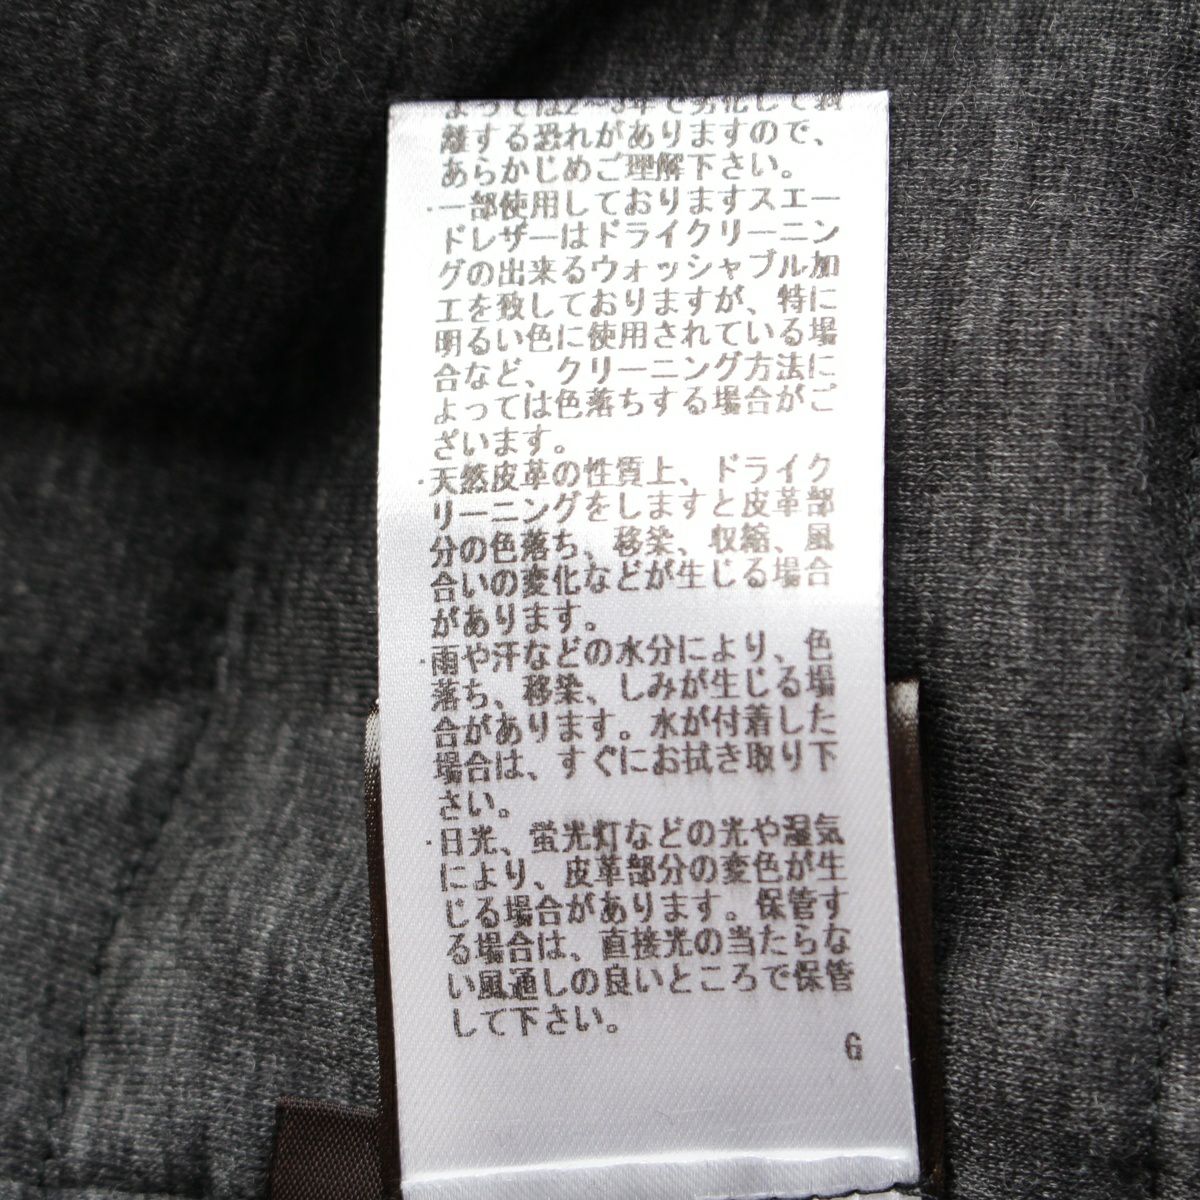 よっては2~3年で劣化して剥
離する恐れがありますので、
あらかじめご理解下さい。
・一部使用しておりますスエー
ドレザーはドライクリーニン
グの出来るウォッシャブル加
工を致しておりますが、特に
明るい色に使用されている場
合など、クリーニング方法に
よっては色落ちする場合がご
ざいます。
・天然皮革の性質上、ドライク
リーニングをしますと皮革部
分の色落ち、移染、収縮、風
合いの変化などが生じる場合
があります。
・雨や汗などの水分により、色
落ち、移染、しみが生じる場
合があります。水が付着した
場合は、すぐにお拭き取り下
さい。
・日光、蛍光灯などの光や湿気
により、皮革部分の変色が生
じる場合があります。保管す
る場合は、直接光の当たらな
い風通しの良いところで保管
して下さい。
G